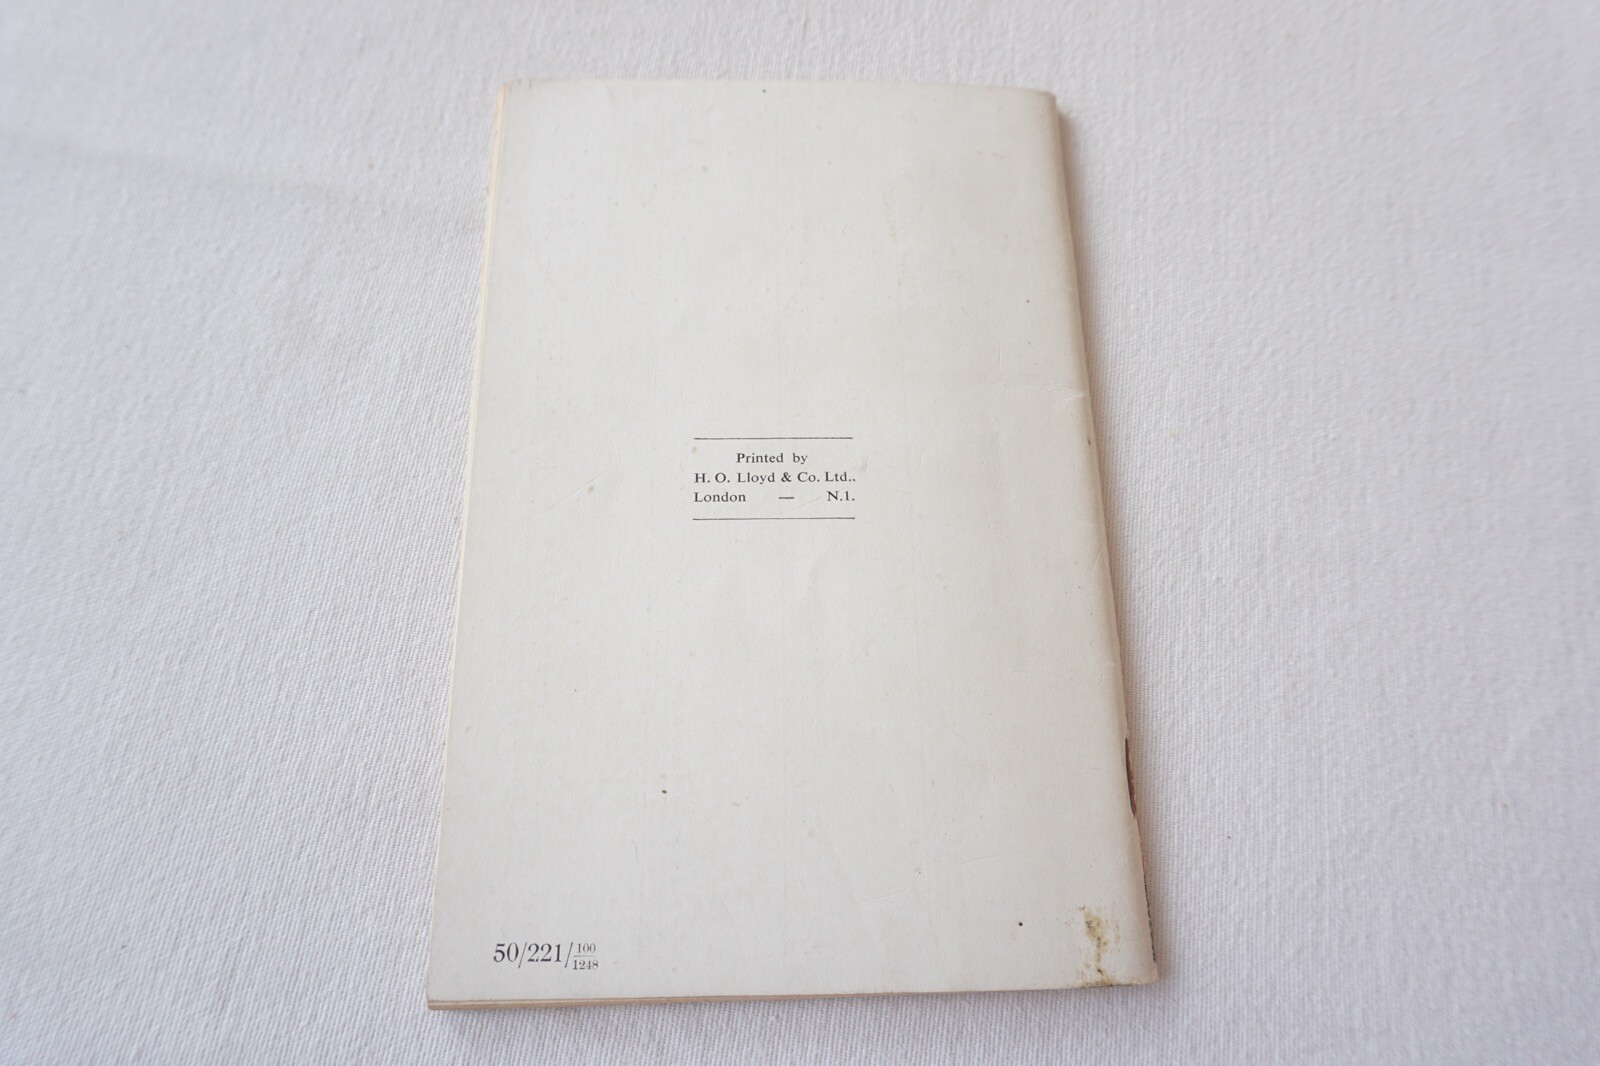 Printed by
H. O. Lloyd & Co. Ltd.,
London — N.1.
50/221/100/1248